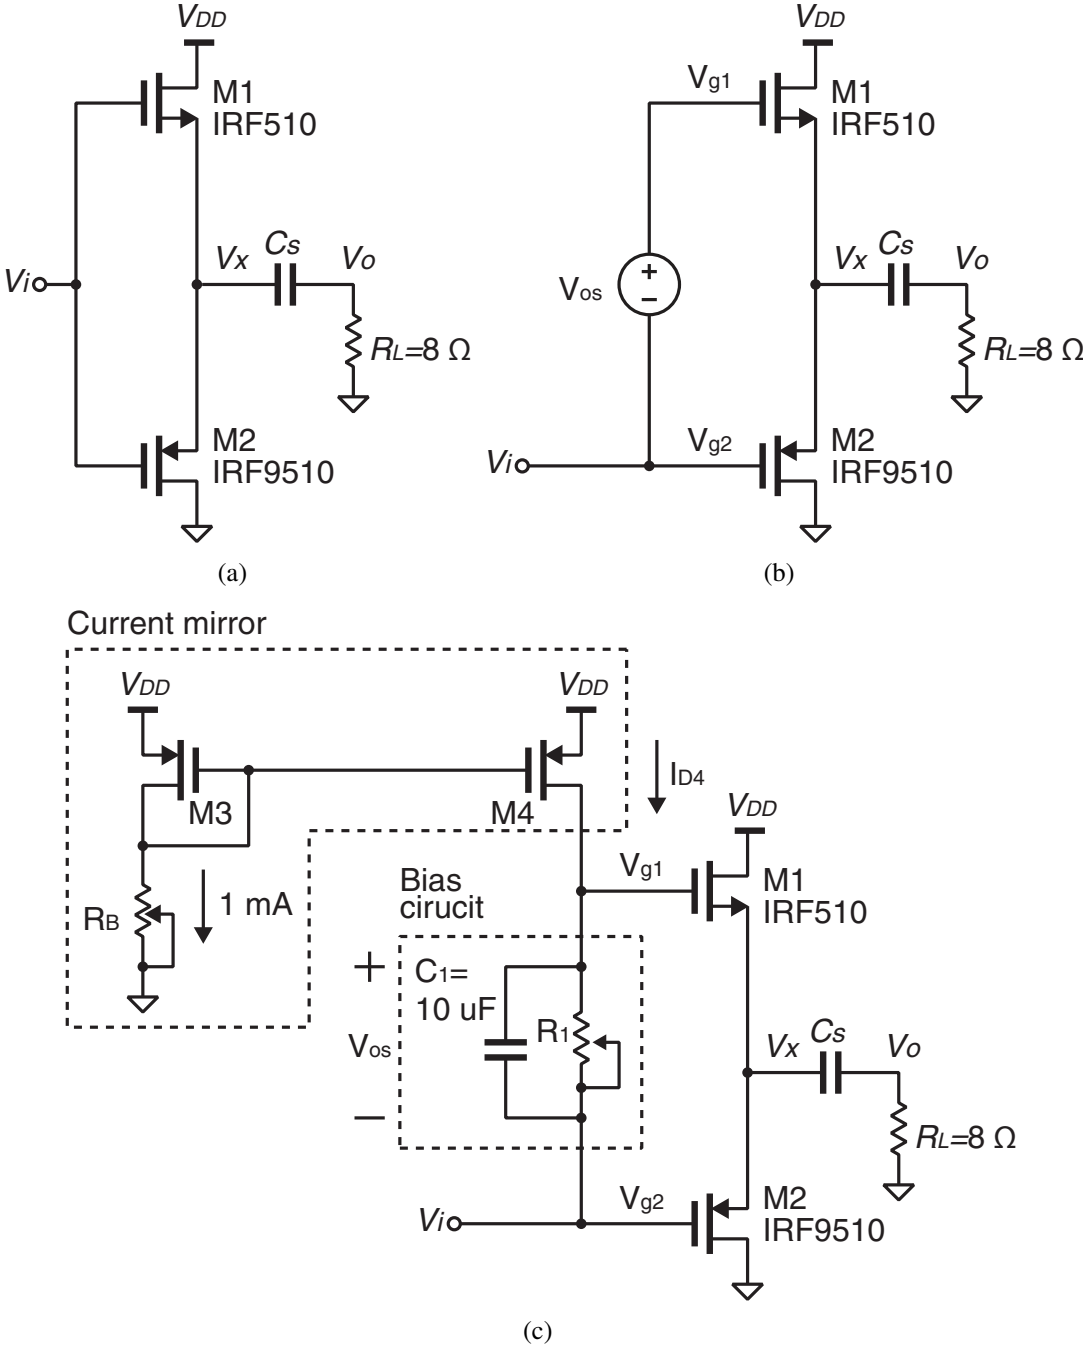 VDD
M1
IRF510
Vi
Vx
Cs
Vo
RL=8 Ω
M2
IRF9510
(a)
VDD
Vg1
M1
IRF510
Vos
+
−
Vx
Cs
Vo
RL=8 Ω
Vg2
Vi
M2
IRF9510
(b)
Current mirror
VDD
VDD
M3
M4
ID4
RB
1 mA
VDD
Vg1
M1
IRF510
Bias
cirucit
+
C1=
10 uF
R1
Vos
−
Vx
Cs
Vo
RL=8 Ω
Vg2
Vi
M2
IRF9510
(c)